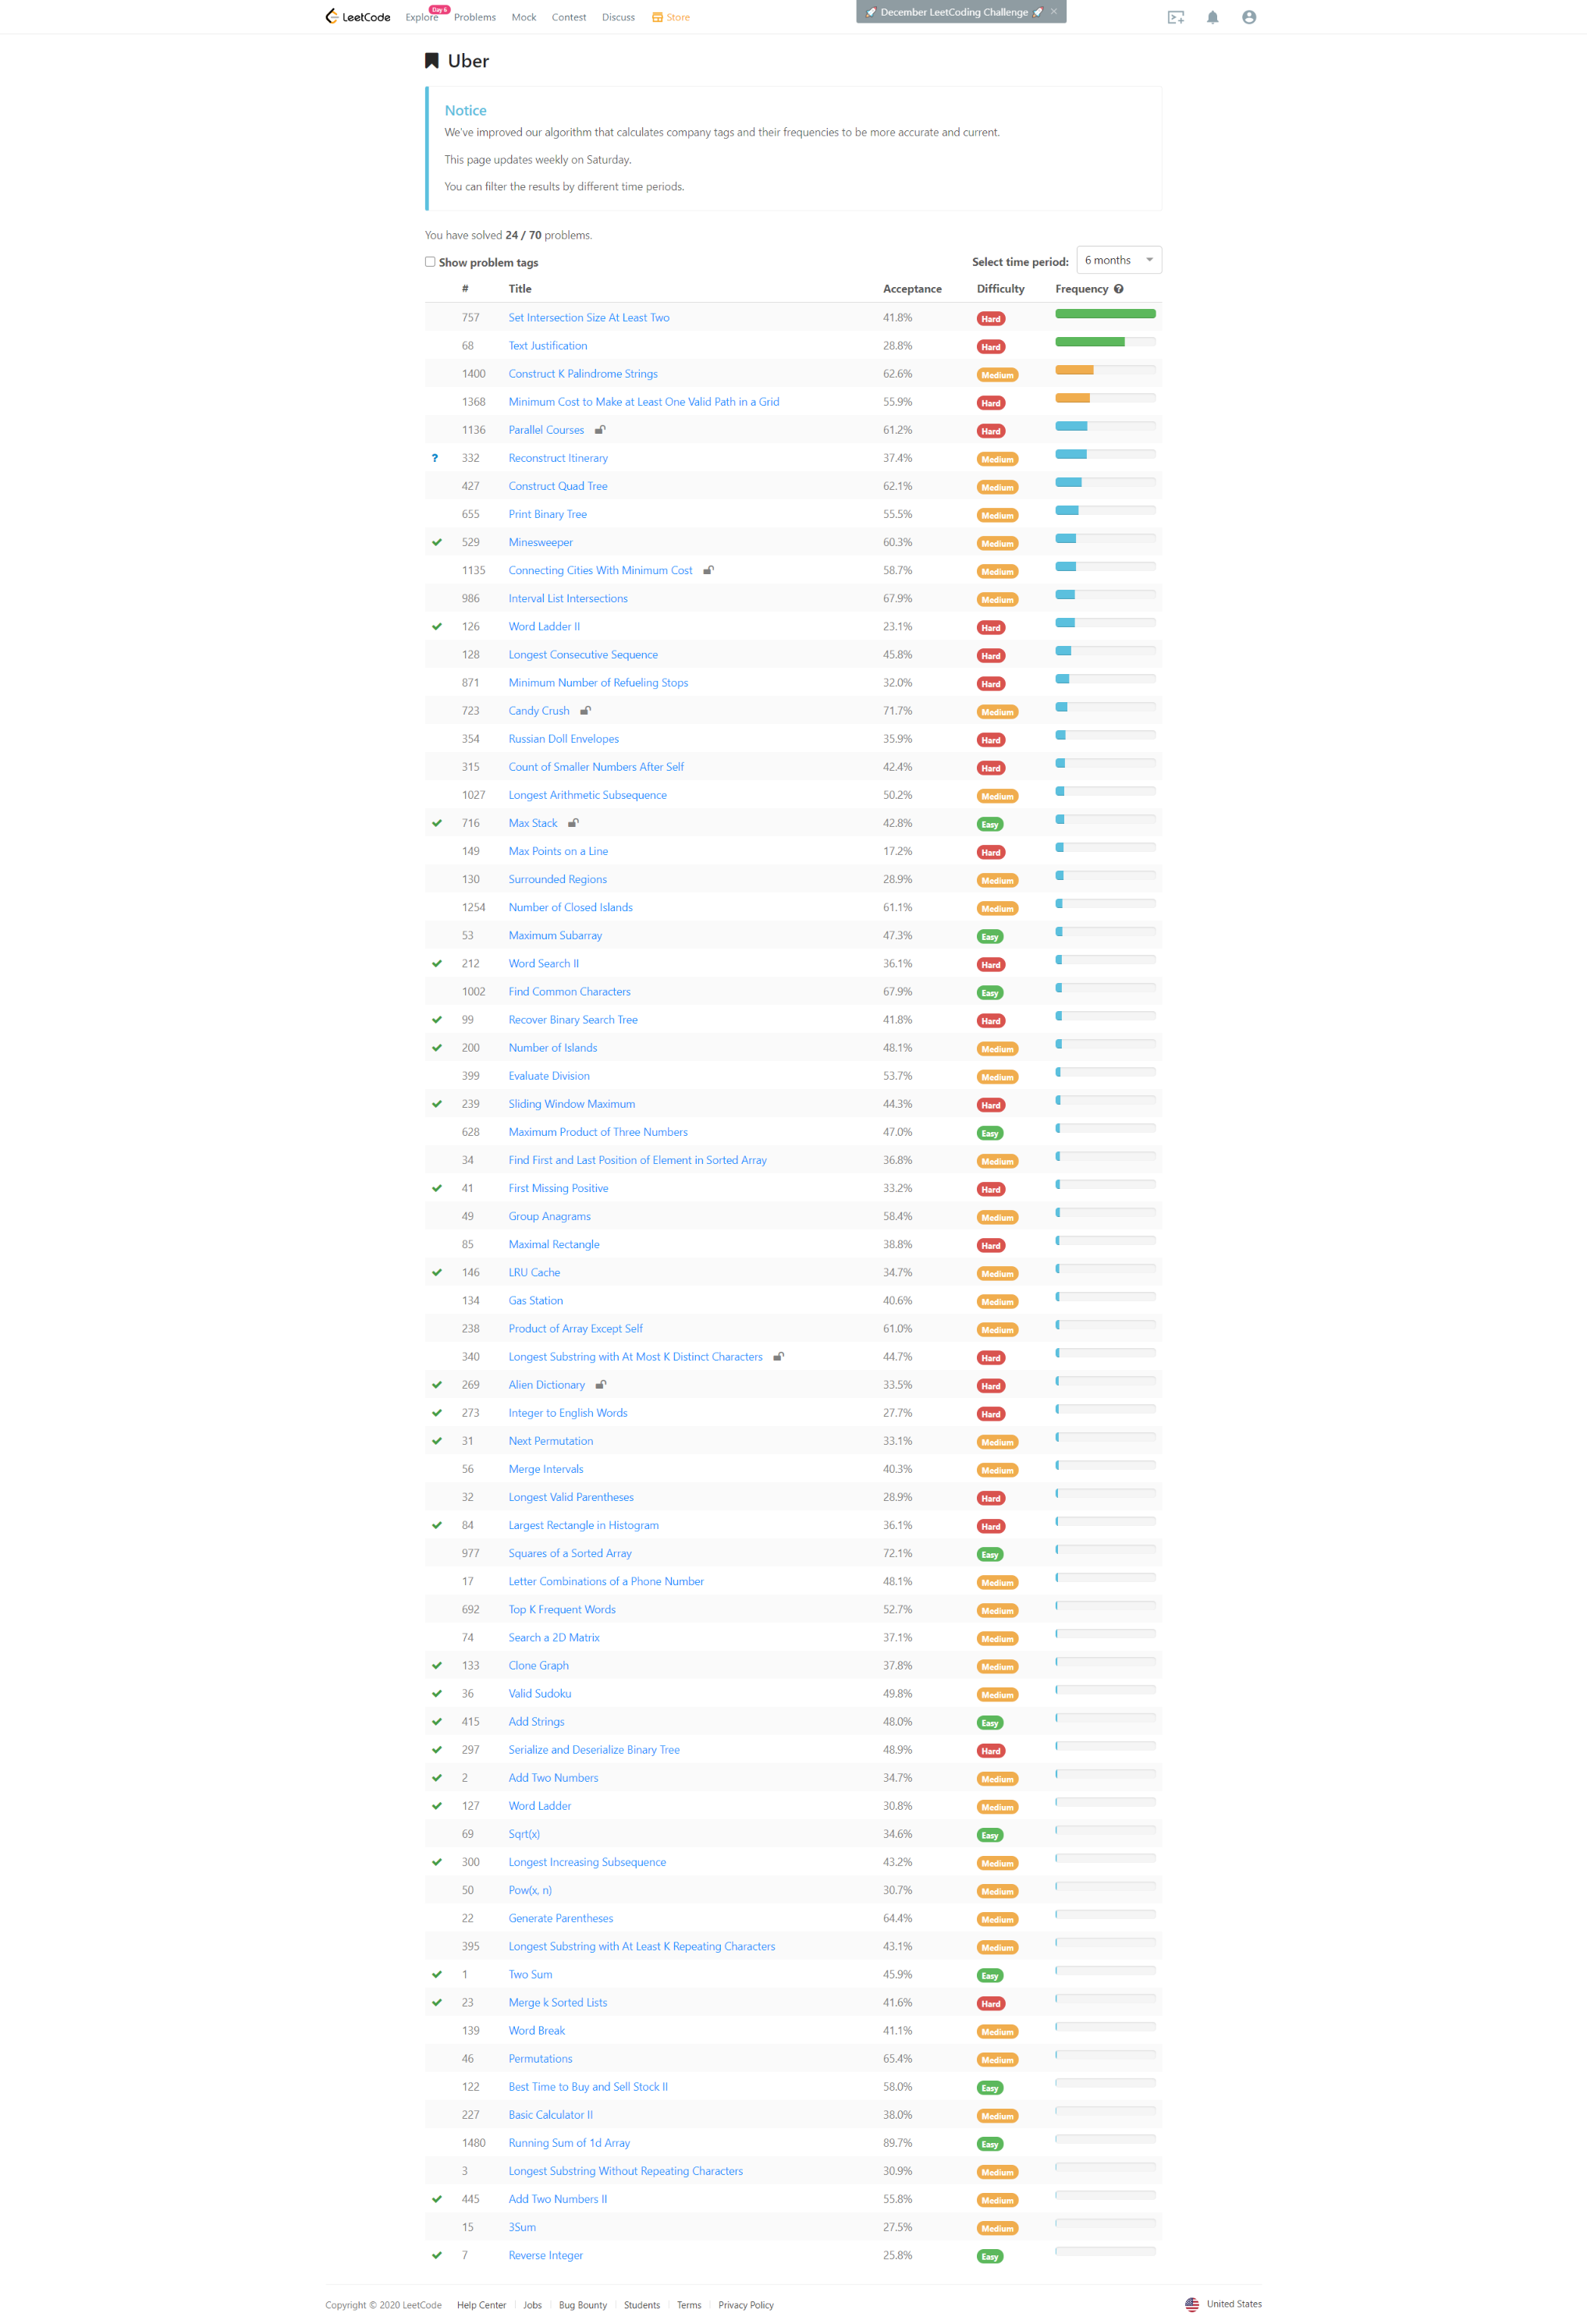 LeetCode Explore Day 6 Problems Mock Contest Discuss Store December LeetCoding Challenge ×
Uber
Notice
We've improved our algorithm that calculates company tags and their frequencies to be more accurate and current.
This page updates weekly on Saturday.
You can filter the results by different time periods.
You have solved 24 / 70 problems.
Show problem tags Select time period: 6 months
# Title Acceptance Difficulty Frequency
757 Set Intersection Size At Least Two 41.8% Hard
68 Text Justification 28.8% Hard
1400 Construct K Palindrome Strings 62.6% Medium
1368 Minimum Cost to Make at Least One Valid Path in a Grid 55.9% Hard
1136 Parallel Courses 61.2% Hard
? 332 Reconstruct Itinerary 37.4% Medium
427 Construct Quad Tree 62.1% Medium
655 Print Binary Tree 55.5% Medium
529 Minesweeper 60.3% Medium
1135 Connecting Cities With Minimum Cost 58.7% Medium
986 Interval List Intersections 67.9% Medium
126 Word Ladder II 23.1% Hard
128 Longest Consecutive Sequence 45.8% Hard
871 Minimum Number of Refueling Stops 32.0% Hard
723 Candy Crush 71.7% Medium
354 Russian Doll Envelopes 35.9% Hard
315 Count of Smaller Numbers After Self 42.4% Hard
1027 Longest Arithmetic Subsequence 50.2% Medium
716 Max Stack 42.8% Easy
149 Max Points on a Line 17.2% Hard
130 Surrounded Regions 28.9% Medium
1254 Number of Closed Islands 61.1% Medium
53 Maximum Subarray 47.3% Easy
212 Word Search II 36.1% Hard
1002 Find Common Characters 67.9% Easy
99 Recover Binary Search Tree 41.8% Hard
200 Number of Islands 48.1% Medium
399 Evaluate Division 53.7% Medium
239 Sliding Window Maximum 44.3% Hard
628 Maximum Product of Three Numbers 47.0% Easy
34 Find First and Last Position of Element in Sorted Array 36.8% Medium
41 First Missing Positive 33.2% Hard
49 Group Anagrams 58.4% Medium
85 Maximal Rectangle 38.8% Hard
146 LRU Cache 34.7% Medium
134 Gas Station 40.6% Medium
238 Product of Array Except Self 61.0% Medium
340 Longest Substring with At Most K Distinct Characters 44.7% Hard
269 Alien Dictionary 33.5% Hard
273 Integer to English Words 27.7% Hard
31 Next Permutation 33.1% Medium
56 Merge Intervals 40.3% Medium
32 Longest Valid Parentheses 28.9% Hard
84 Largest Rectangle in Histogram 36.1% Hard
977 Squares of a Sorted Array 72.1% Easy
17 Letter Combinations of a Phone Number 48.1% Medium
692 Top K Frequent Words 52.7% Medium
74 Search a 2D Matrix 37.1% Medium
133 Clone Graph 37.8% Medium
36 Valid Sudoku 49.8% Medium
415 Add Strings 48.0% Easy
297 Serialize and Deserialize Binary Tree 48.9% Hard
2 Add Two Numbers 34.7% Medium
127 Word Ladder 30.8% Medium
69 Sqrt(x) 34.6% Easy
300 Longest Increasing Subsequence 43.2% Medium
50 Pow(x, n) 30.7% Medium
22 Generate Parentheses 64.4% Medium
395 Longest Substring with At Least K Repeating Characters 43.1% Medium
1 Two Sum 45.9% Easy
23 Merge k Sorted Lists 41.6% Hard
139 Word Break 41.1% Medium
46 Permutations 65.4% Medium
122 Best Time to Buy and Sell Stock II 58.0% Easy
227 Basic Calculator II 38.0% Medium
1480 Running Sum of 1d Array 89.7% Easy
3 Longest Substring Without Repeating Characters 30.9% Medium
445 Add Two Numbers II 55.8% Medium
15 3Sum 27.5% Medium
7 Reverse Integer 25.8% Easy
Copyright © 2020 LeetCode Help Center Jobs Bug Bounty Students Terms Privacy Policy United States